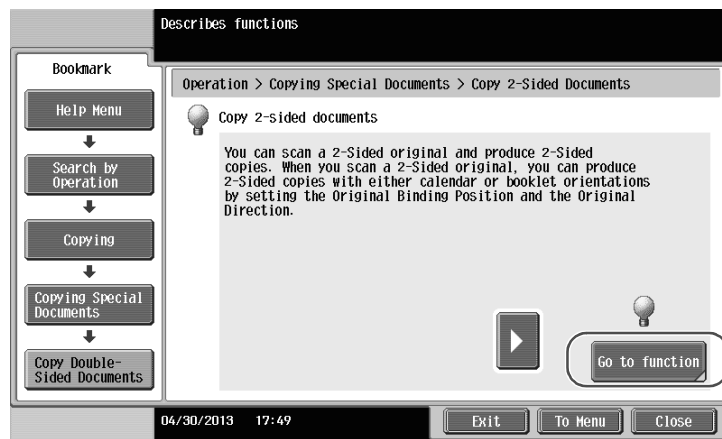 Describes functions
Bookmark
Help Menu
Search by
Operation
Copying
Copying Special
Documents
Copy Double-
Sided Documents
Operation > Copying Special Documents > Copy 2-Sided Documents
Copy 2-sided documents
You can scan a 2-Sided original and produce 2-Sided
copies. When you scan a 2-Sided original, you can produce
2-Sided copies with either calendar or booklet orientations
by setting the Original Binding Position and the Original
Direction.
Go to function
04/30/2013 17:49
Exit
To Menu
Close